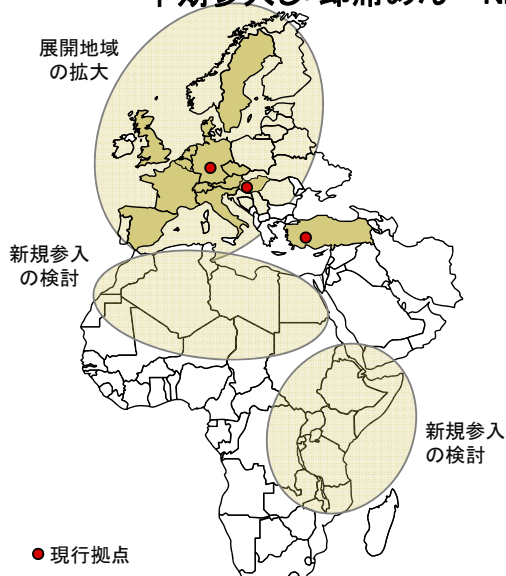 展開地域
の拡大
新規参入
の検討
新規参入
の検討
現行拠点